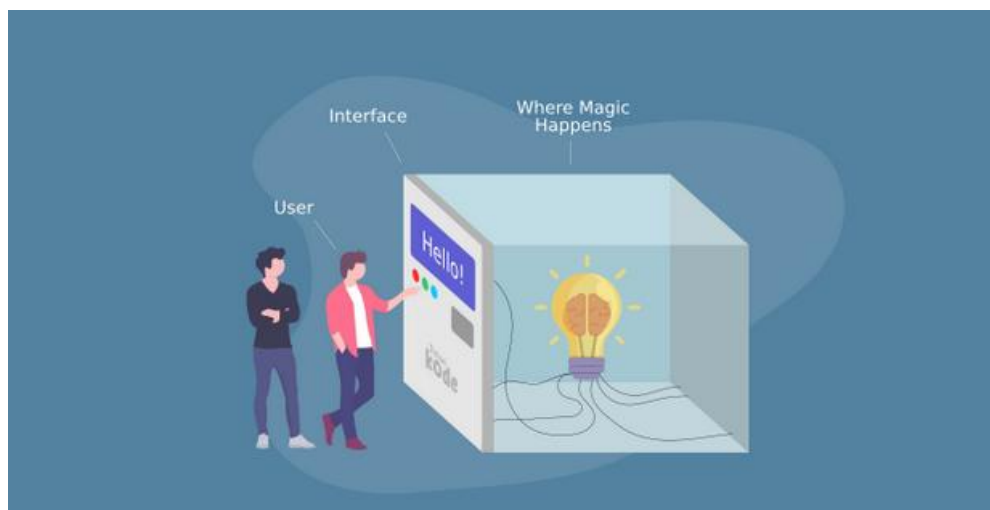 Interface
Where Magic
Happens
User
Hello!
kode